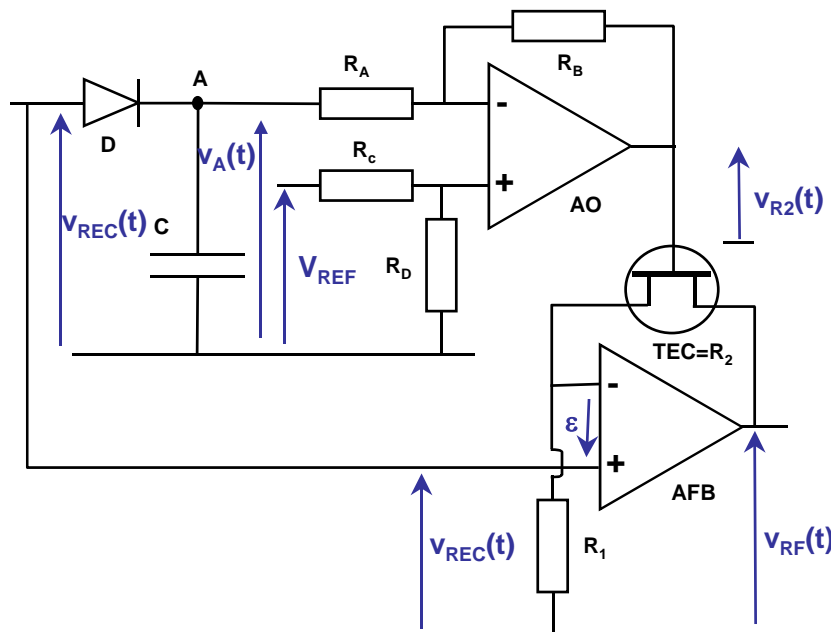 R_B
A
R_A
-
D
v_A(t)
R_c
+
AO
v_R2(t)
v_REC(t)
C
V_REF
R_D
TEC=R_2
-
ε
+
AFB
v_REC(t)
R_1
v_RF(t)